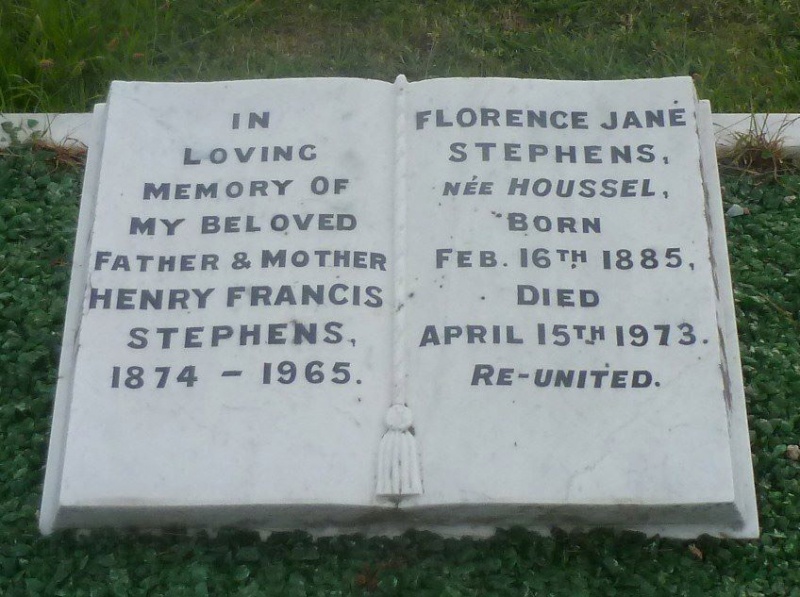 IN
LOVING
MEMORY OF
MY BELOVED
FATHER & MOTHER
HENRY FRANCIS
STEPHENS,
1874 - 1965.
FLORENCE JANE
STEPHENS,
NÉE HOUSSEL,
BORN
FEB. 16TH 1885,
DIED
APRIL 15TH 1973.
RE-UNITED.